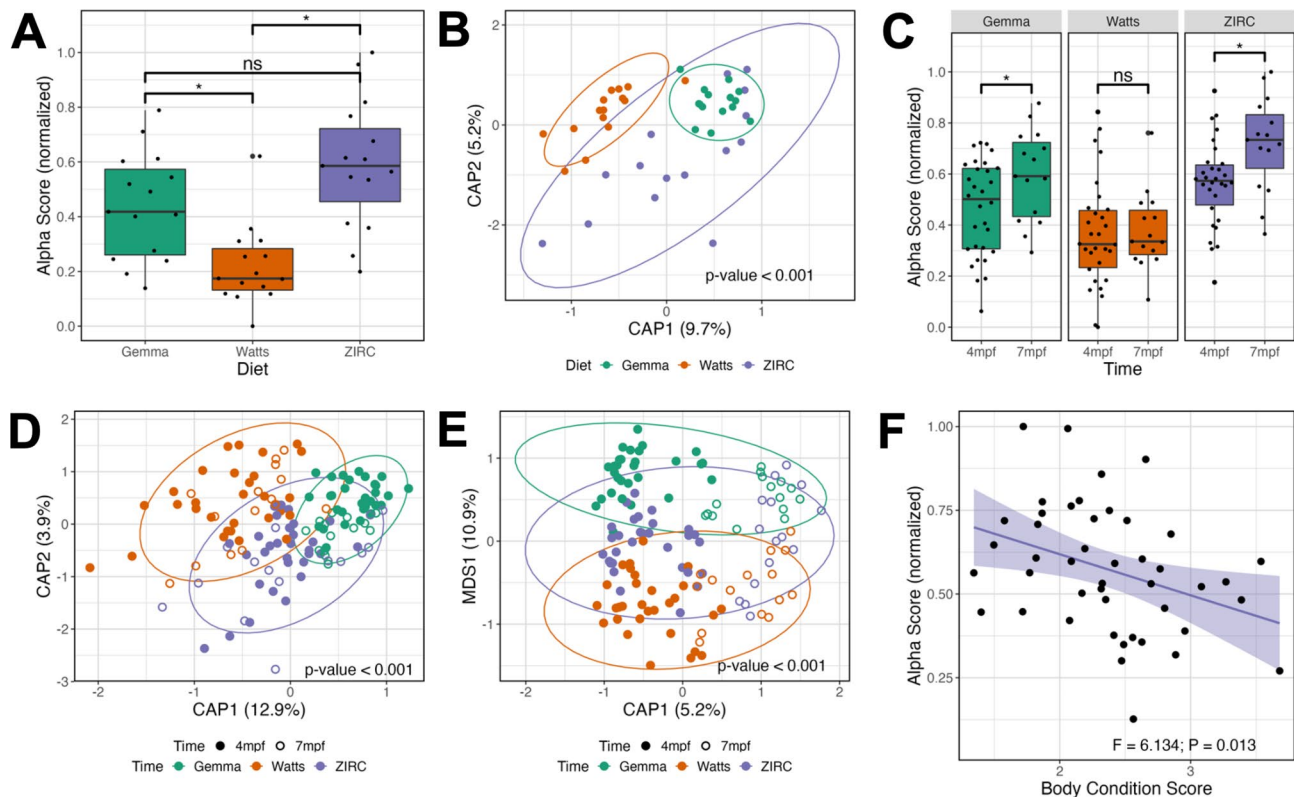 A
Alpha Score (normalized)
1.0
0.8
0.6
0.4
0.2
0.0
*
ns
*
Gemma Watts ZIRC
Diet
B
CAP2 (5.2%)
2
0
-2
p-value < 0.001
-1 0 1
CAP1 (9.7%)
Diet Gemma Watts ZIRC
C
Gemma Watts ZIRC
Alpha Score (normalized)
1.0
0.8
0.6
0.4
0.2
0.0
* ns *
4mpf 7mpf 4mpf 7mpf 4mpf 7mpf
Time
D
CAP2 (3.9%)
2
1
0
-1
-2
-3
p-value < 0.001
-2 -1 0 1
CAP1 (12.9%)
Time 4mpf 7mpf
Time Gemma Watts ZIRC
E
MDS1 (10.9%)
1
0
-1
p-value < 0.001
-2 -1 0 1 2
CAP1 (5.2%)
Time 4mpf 7mpf
Time Gemma Watts ZIRC
F
Alpha Score (normalized)
1.00
0.75
0.50
0.25
F = 6.134; P = 0.013
2 3
Body Condition Score